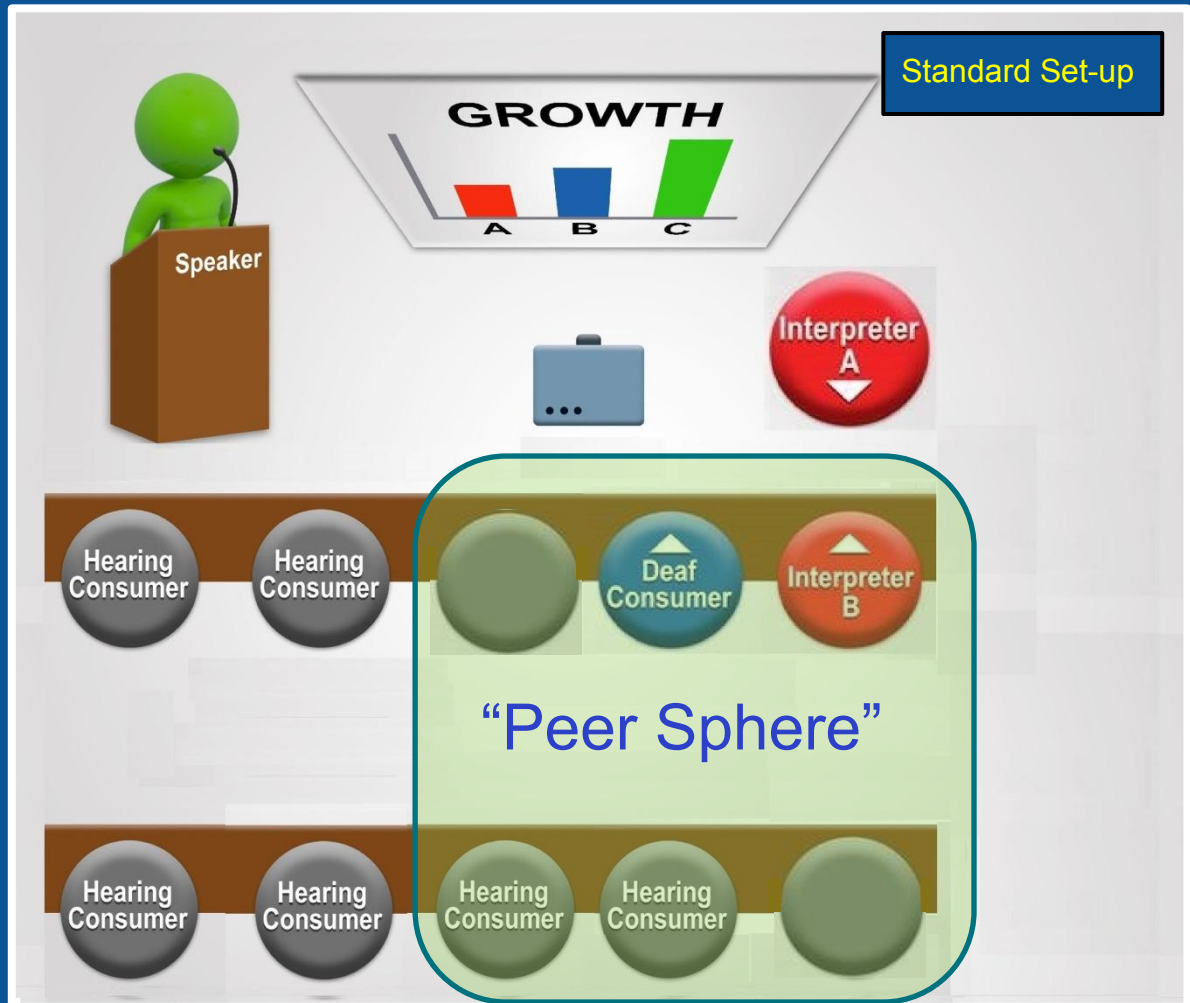 Standard Set-up
GROWTH
A B C
Speaker
Interpreter
A
Hearing
Consumer
Hearing
Consumer
Deaf
Consumer
Interpreter
B
“Peer Sphere”
Hearing
Consumer
Hearing
Consumer
Hearing
Consumer
Hearing
Consumer